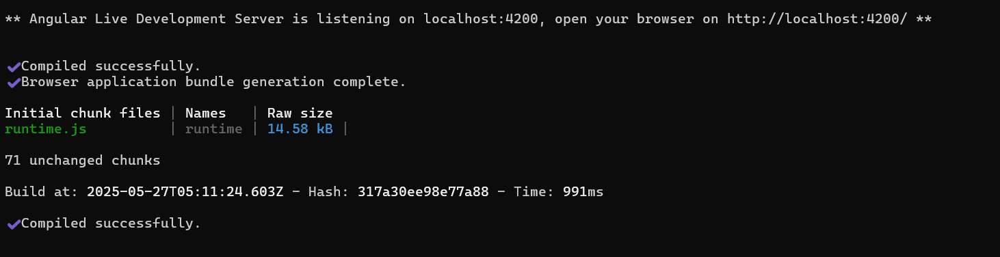 ** Angular Live Development Server is listening on localhost:4200, open your browser on http://localhost:4200/ **
✔Compiled successfully.
✔Browser application bundle generation complete.
Initial chunk files | Names | Raw size
runtime.js | runtime | 14.58 kB |
71 unchanged chunks
Build at: 2025-05-27T05:11:24.603Z - Hash: 317a30ee98e77a88 - Time: 991ms
✔Compiled successfully.